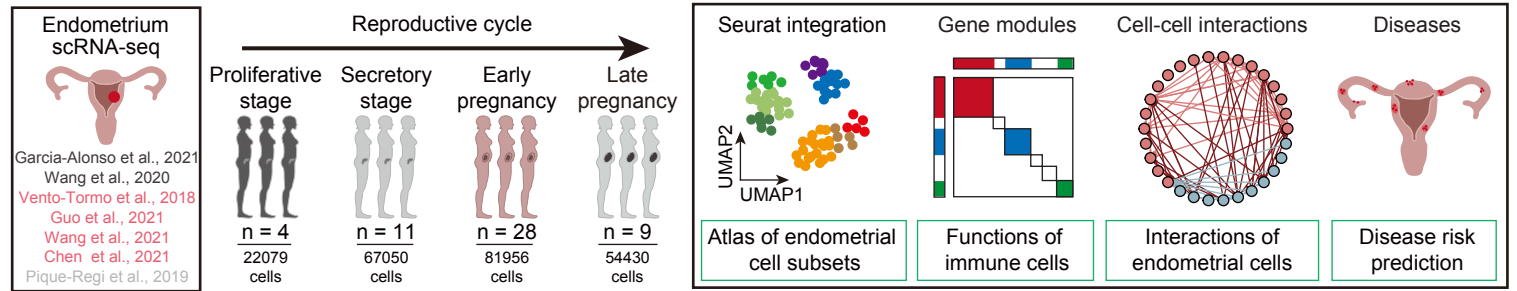 Endometrium
scRNA-seq
Garcia-Alonso et al., 2021
Wang et al., 2020
Vento-Tormo et al., 2018
Guo et al., 2021
Wang et al., 2021
Chen et al., 2021
Pique-Regi et al., 2019
Reproductive cycle
Proliferative
stage
n = 4
22079
cells
Secretory
stage
n = 11
67050
cells
Early
pregnancy
n = 28
81956
cells
Late
pregnancy
n = 9
54430
cells
Seurat integration
UMAP2
UMAP1
Atlas of endometrial
cell subsets
Gene modules
Functions of
immune cells
Cell-cell interactions
Interactions of
endometrial cells
Diseases
Disease risk
prediction